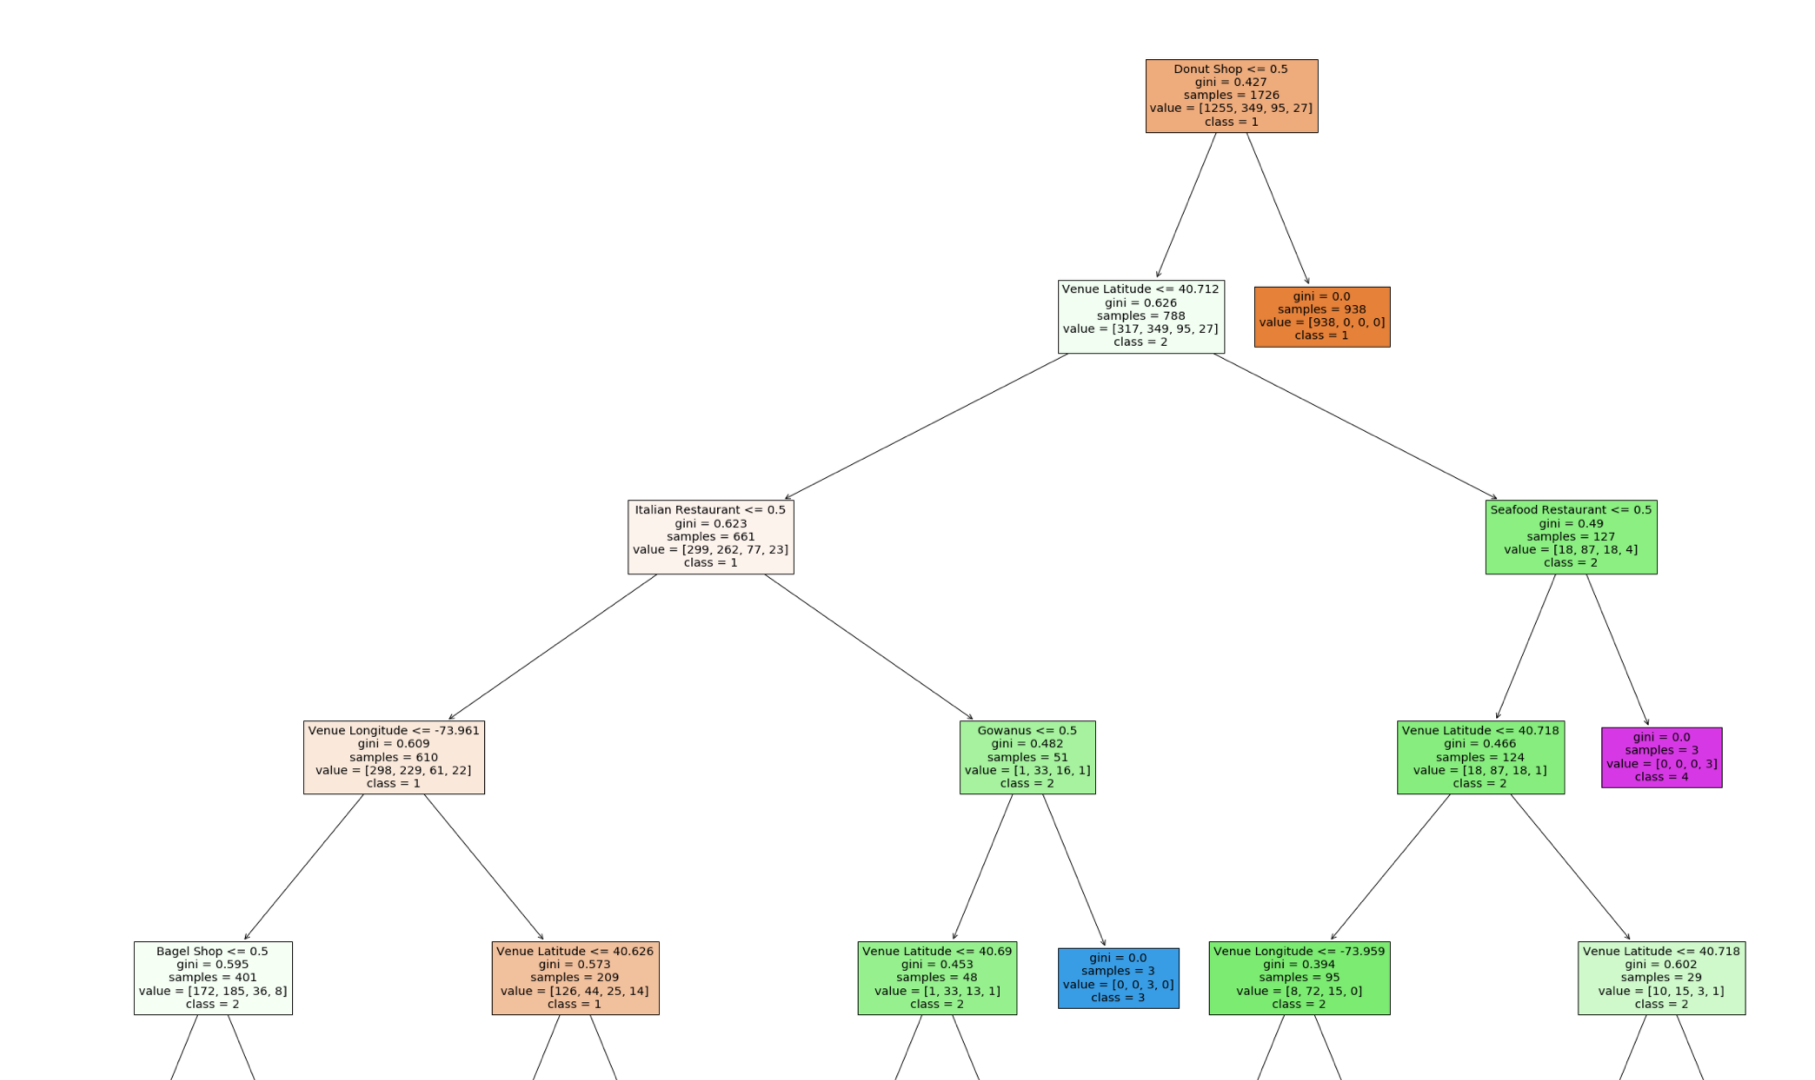 Donut Shop <= 0.5
gini = 0.427
samples = 1726
value = [1255, 349, 95, 27]
class = 1
Venue Latitude <= 40.712
gini = 0.626
samples = 788
value = [317, 349, 95, 27]
class = 2
gini = 0.0
samples = 938
value = [938, 0, 0, 0]
class = 1
Italian Restaurant <= 0.5
gini = 0.623
samples = 661
value = [299, 262, 77, 23]
class = 1
Seafood Restaurant <= 0.5
gini = 0.49
samples = 127
value = [18, 87, 18, 4]
class = 2
Venue Longitude <= -73.961
gini = 0.609
samples = 610
value = [298, 229, 61, 22]
class = 1
Gowanus <= 0.5
gini = 0.482
samples = 51
value = [1, 33, 16, 1]
class = 2
Venue Latitude <= 40.718
gini = 0.466
samples = 124
value = [18, 87, 18, 1]
class = 2
gini = 0.0
samples = 3
value = [0, 0, 0, 3]
class = 4
Bagel Shop <= 0.5
gini = 0.595
samples = 401
value = [172, 185, 36, 8]
class = 2
Venue Latitude <= 40.626
gini = 0.573
samples = 209
value = [126, 44, 25, 14]
class = 1
Venue Latitude <= 40.69
gini = 0.453
samples = 48
value = [1, 33, 13, 1]
class = 2
gini = 0.0
samples = 3
value = [0, 0, 3, 0]
class = 3
Venue Longitude <= -73.959
gini = 0.394
samples = 95
value = [8, 72, 15, 0]
class = 2
Venue Latitude <= 40.718
gini = 0.602
samples = 29
value = [10, 15, 3, 1]
class = 2